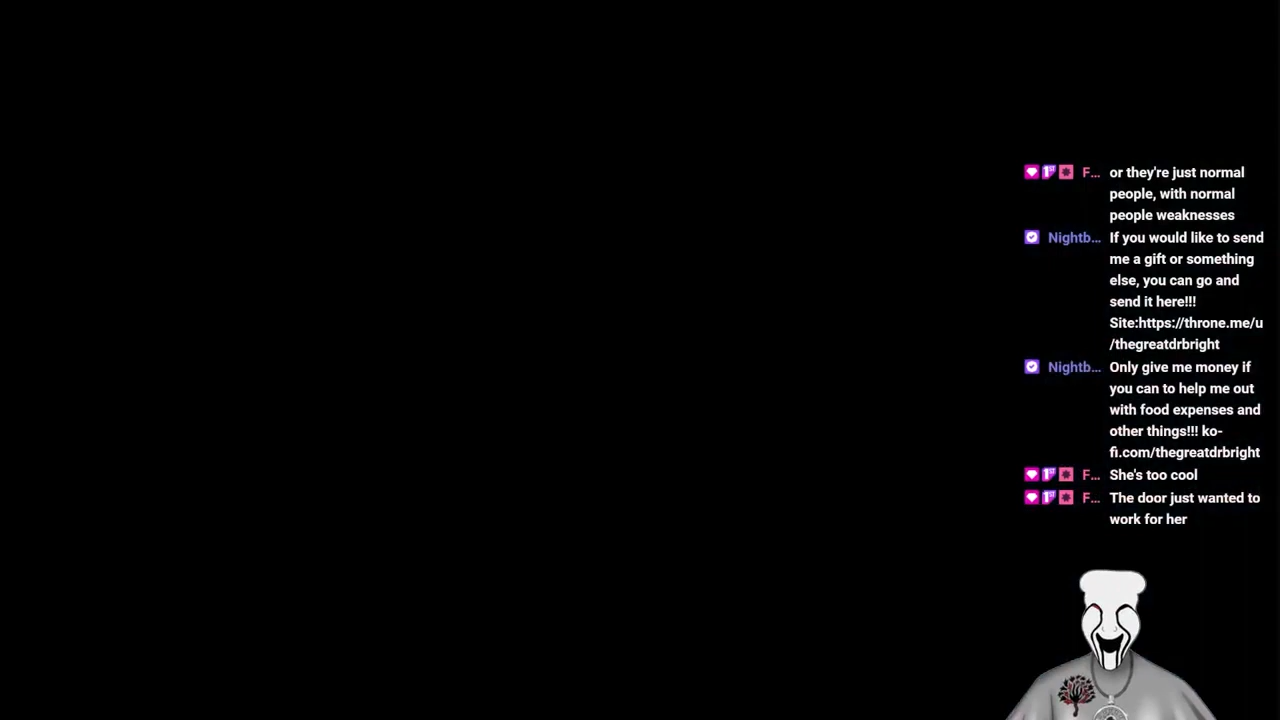 F... or they're just normal
people, with normal
people weaknesses
Nightb... If you would like to send
me a gift or something
else, you can go and
send it here!!!
Site:https://throne.me/u
/thegreatdrbright
Nightb... Only give me money if
you can to help me out
with food expenses and
other things!!! ko-
fi.com/thegreatdrbright
F... She's too cool
F... The door just wanted to
work for her